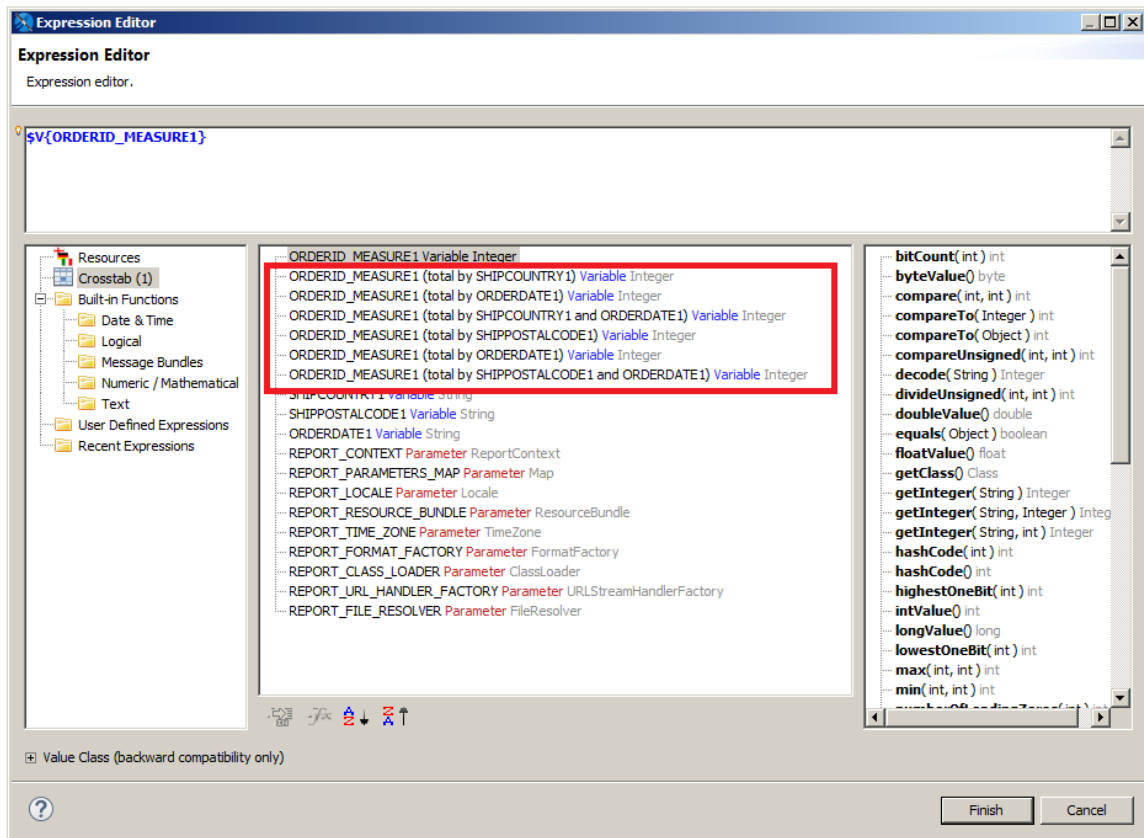 Expression Editor
Expression Editor
Expression editor.
$V{ORDERID_MEASURE1}
Resources
Crosstab (1)
Built-in Functions
Date & Time
Logical
Message Bundles
Numeric / Mathematical
Text
User Defined Expressions
Recent Expressions
ORDERID_MEASURE1 Variable Integer
ORDERID_MEASURE1 (total by SHIPCOUNTRY1) Variable Integer
ORDERID_MEASURE1 (total by ORDERDATE1) Variable Integer
ORDERID_MEASURE1 (total by SHIPCOUNTRY1 and ORDERDATE1) Variable Integer
ORDERID_MEASURE1 (total by SHIPPOSTALCODE1) Variable Integer
ORDERID_MEASURE1 (total by ORDERDATE1) Variable Integer
ORDERID_MEASURE1 (total by SHIPPOSTALCODE1 and ORDERDATE1) Variable Integer
SHIPCOUNTRY1 Variable String
SHIPPOSTALCODE1 Variable String
ORDERDATE1 Variable String
REPORT_CONTEXT Parameter ReportContext
REPORT_PARAMETERS_MAP Parameter Map
REPORT_LOCALE Parameter Locale
REPORT_RESOURCE_BUNDLE Parameter ResourceBundle
REPORT_TIME_ZONE Parameter TimeZone
REPORT_FORMAT_FACTORY Parameter FormatFactory
REPORT_CLASS_LOADER Parameter ClassLoader
REPORT_URL_HANDLER_FACTORY Parameter URLStreamHandlerFactory
REPORT_FILE_RESOLVER Parameter FileResolver
bitCount( int ) int
byteValue() byte
compare( int, int ) int
compareTo( Integer ) int
compareTo( Object ) int
compareUnsigned( int, int ) int
decode( String ) Integer
divideUnsigned( int, int ) int
doubleValue() double
equals( Object ) boolean
floatValue() float
getClass() Class
getInteger( String ) Integer
getInteger( String, Integer ) Integ
getInteger( String, int ) Integer
hashCode( int ) int
hashCode() int
highestOneBit( int ) int
intValue() int
longValue() long
lowestOneBit( int ) int
max( int, int ) int
min( int, int ) int
Value Class (backward compatibility only)
Finish
Cancel